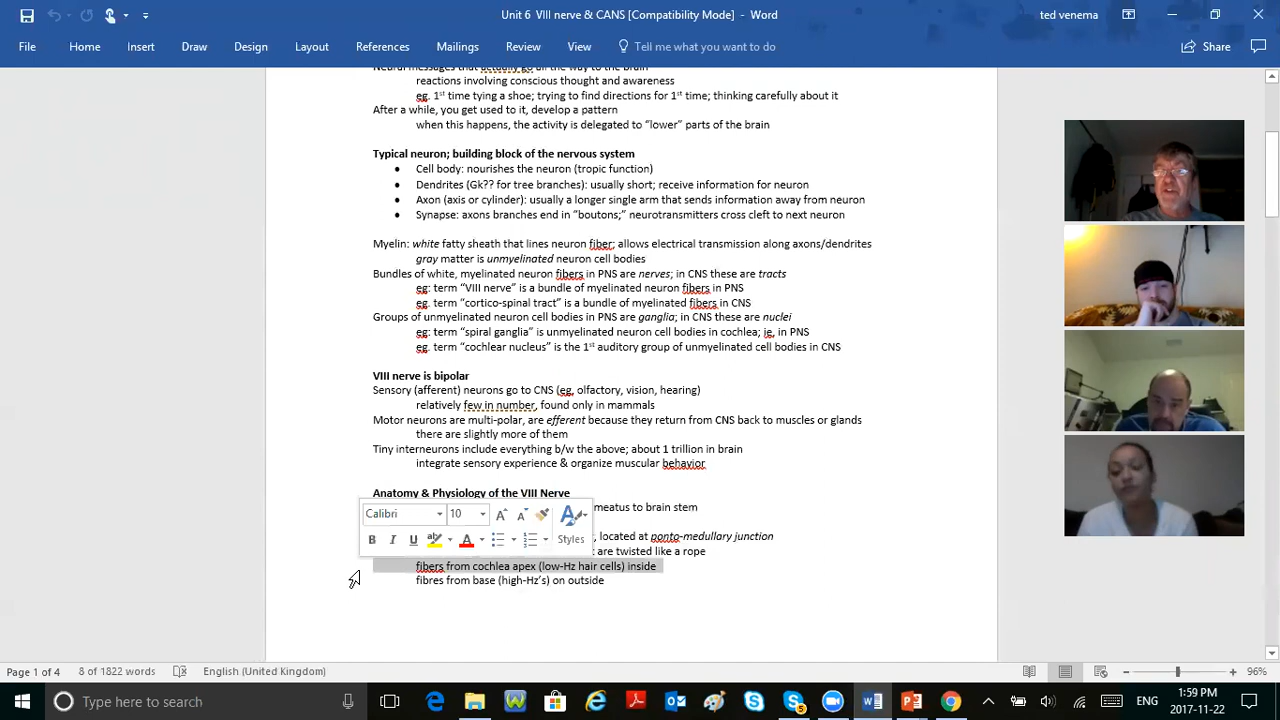 Unit 6 VIII nerve & CANS [Compatibility Mode] - Word
ted venema
File Home Insert Draw Design Layout References Mailings Review View Tell me what you want to do Share
Neural messages that actually go all the way to the brain
reactions involving conscious thought and awareness
eg. 1st time tying a shoe; trying to find directions for 1st time; thinking carefully about it
After a while, you get used to it, develop a pattern
when this happens, the activity is delegated to “lower” parts of the brain
Typical neuron; building block of the nervous system
• Cell body: nourishes the neuron (tropic function)
• Dendrites (Gk?? for tree branches): usually short; receive information for neuron
• Axon (axis or cylinder): usually a longer single arm that sends information away from neuron
• Synapse: axons branches end in “boutons;” neurotransmitters cross cleft to next neuron
Myelin: white fatty sheath that lines neuron fiber; allows electrical transmission along axons/dendrites
gray matter is unmyelinated neuron cell bodies
Bundles of white, myelinated neuron fibers in PNS are nerves; in CNS these are tracts
eg: term “VIII nerve” is a bundle of myelinated neuron fibers in PNS
eg. term “cortico-spinal tract” is a bundle of myelinated fibers in CNS
Groups of unmyelinated neuron cell bodies in PNS are ganglia; in CNS these are nuclei
eg: term “spiral ganglia” is unmyelinated neuron cell bodies in cochlea; ie, in PNS
eg. term “cochlear nucleus” is the 1st auditory group of unmyelinated cell bodies in CNS
VIII nerve is bipolar
Sensory (afferent) neurons go to CNS (eg, olfactory, vision, hearing)
relatively few in number, found only in mammals
Motor neurons are multi-polar, are efferent because they return from CNS back to muscles or glands
there are slightly more of them
Tiny interneurons include everything b/w the above; about 1 trillion in brain
integrate sensory experience & organize muscular behavior
Anatomy & Physiology of the VIII Nerve
meatus to brain stem
Calibri 10
, located at ponto-medullary junction
B I U ab A Styles
are twisted like a rope
fibers from cochlea apex (low-Hz hair cells) inside
fibres from base (high-Hz’s) on outside
Page 1 of 4 8 of 1822 words English (United Kingdom) 96%
Type here to search ENG 1:59 PM
2017-11-22